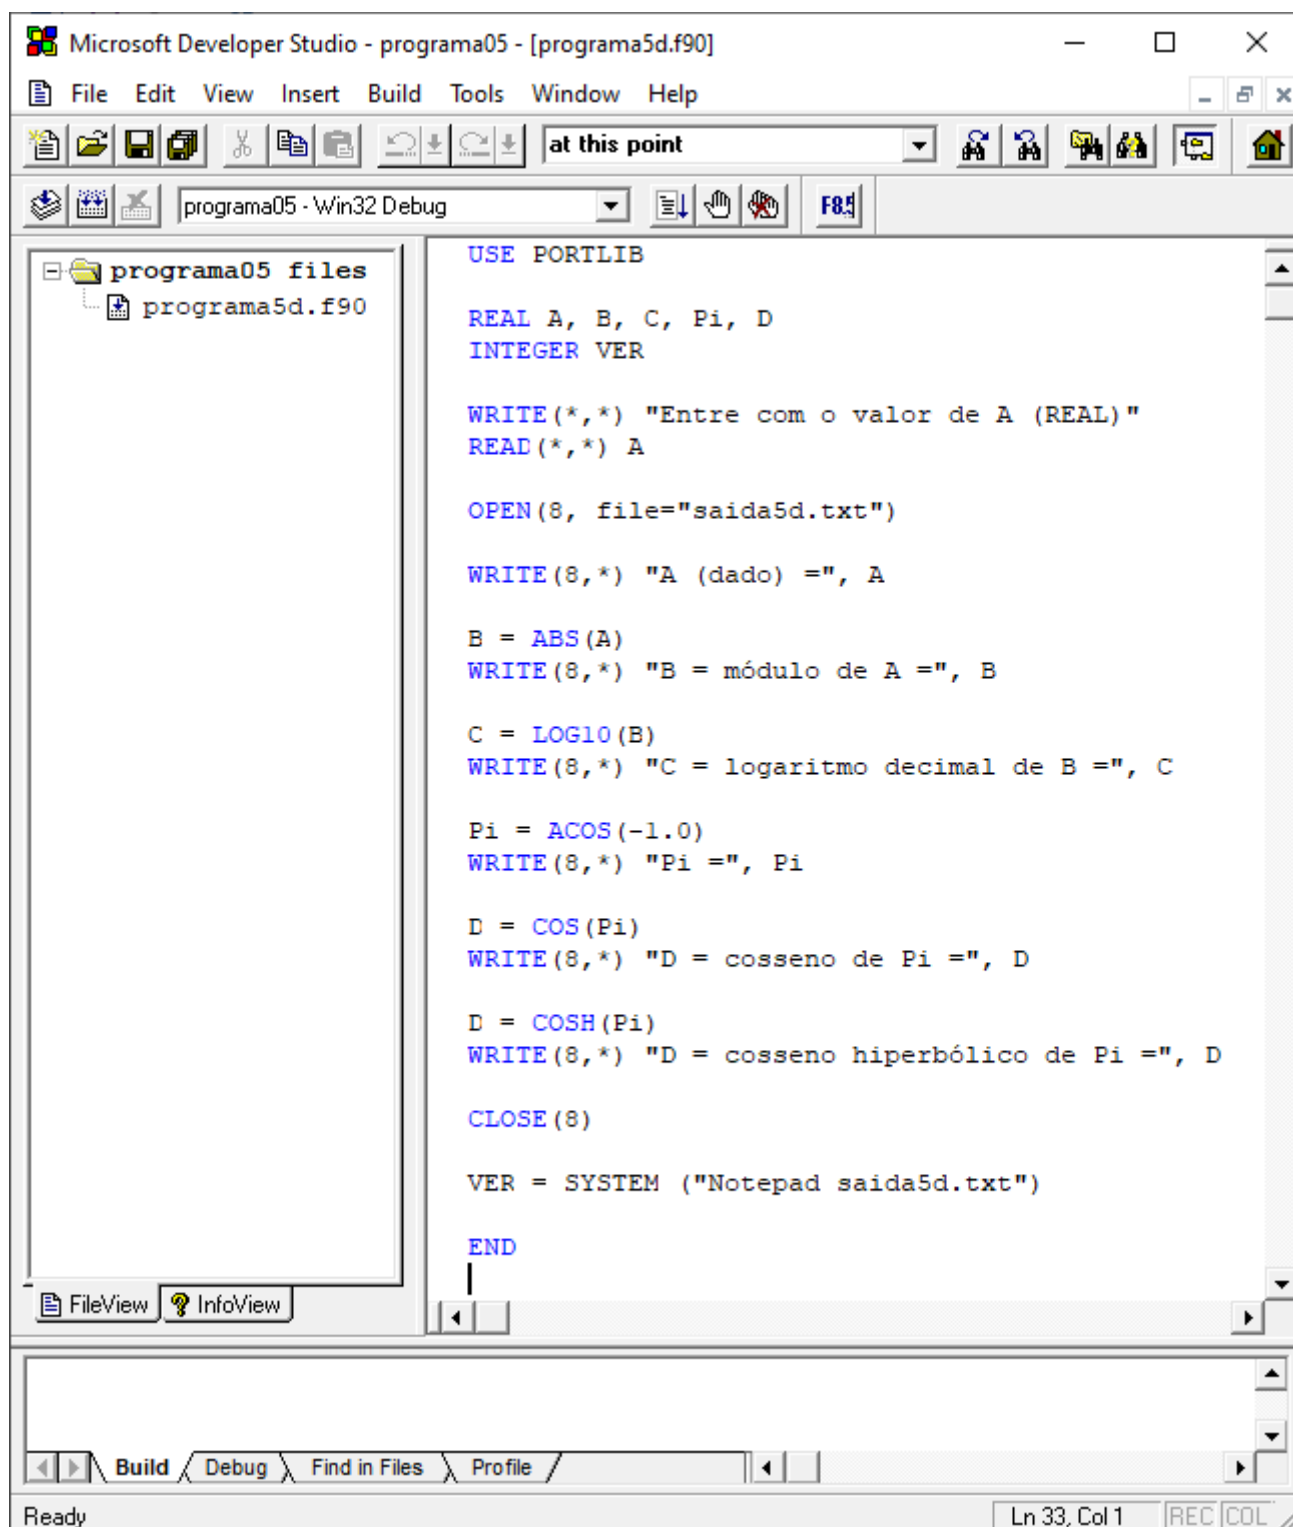 Microsoft Developer Studio - programa05 - [programa5d.f90]
File Edit View Insert Build Tools Window Help
at this point
programa05 - Win32 Debug
F8.5
programa05 files
programa5d.f90
USE PORTLIB
REAL A, B, C, Pi, D
INTEGER VER
WRITE(*,*) "Entre com o valor de A (REAL)"
READ(*,*) A
OPEN(8, file="saida5d.txt")
WRITE(8,*) "A (dado) =", A
B = ABS(A)
WRITE(8,*) "B = módulo de A =", B
C = LOG10(B)
WRITE(8,*) "C = logaritmo decimal de B =", C
Pi = ACOS(-1.0)
WRITE(8,*) "Pi =", Pi
D = COS(Pi)
WRITE(8,*) "D = cosseno de Pi =", D
D = COSH(Pi)
WRITE(8,*) "D = cosseno hiperbólico de Pi =", D
CLOSE(8)
VER = SYSTEM ("Notepad saida5d.txt")
END
FileView InfoView
Build Debug Find in Files Profile
Ready Ln 33, Col 1 REC COL